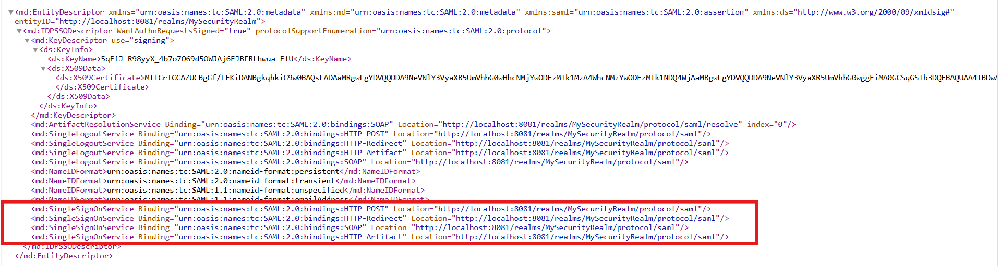 <md:EntityDescriptor xmlns="urn:oasis:names:tc:SAML:2.0:metadata" xmlns:md="urn:oasis:names:tc:SAML:2.0:metadata" xmlns:saml="urn:oasis:names:tc:SAML:2.0:assertion" xmlns:ds="http://www.w3.org/2000/09/xmldsig#"
entityID="http://localhost:8081/realms/MySecurityRealm">
<md:IDPSSODescriptor WantAuthnRequestsSigned="true" protocolSupportEnumeration="urn:oasis:names:tc:SAML:2.0:protocol">
<md:KeyDescriptor use="signing">
<ds:KeyInfo>
<ds:KeyName>5qEfJ-R98yyX_4b7o7O69d5OWJAj6EJBFRLhwua-ElU</ds:KeyName>
<ds:X509Data>
<ds:X509Certificate>MIICrTCCAZUCBgGf/LEKiDANBgkqhkiG9w0BAQsFADAaMRgwFgYDVQQDDA9NeVNlY3VyaXR5UmVhbG0wHhcNMjYwODEzMTk1MzA4WhcNMzYwODEzMTk1NDQ4WjAaMRgwFgYDVQQDDA9NeVNlY3VyaXR5UmVhbG0wggEiMA0GCSqGSIb3DQEBAQUAA4IBDwA
</ds:X509Certificate>
</ds:X509Data>
</ds:KeyInfo>
</md:KeyDescriptor>
<md:ArtifactResolutionService Binding="urn:oasis:names:tc:SAML:2.0:bindings:SOAP" Location="http://localhost:8081/realms/MySecurityRealm/protocol/saml/resolve" index="0"/>
<md:SingleLogoutService Binding="urn:oasis:names:tc:SAML:2.0:bindings:HTTP-POST" Location="http://localhost:8081/realms/MySecurityRealm/protocol/saml"/>
<md:SingleLogoutService Binding="urn:oasis:names:tc:SAML:2.0:bindings:HTTP-Redirect" Location="http://localhost:8081/realms/MySecurityRealm/protocol/saml"/>
<md:SingleLogoutService Binding="urn:oasis:names:tc:SAML:2.0:bindings:HTTP-Artifact" Location="http://localhost:8081/realms/MySecurityRealm/protocol/saml"/>
<md:SingleLogoutService Binding="urn:oasis:names:tc:SAML:2.0:bindings:SOAP" Location="http://localhost:8081/realms/MySecurityRealm/protocol/saml"/>
<md:NameIDFormat>urn:oasis:names:tc:SAML:2.0:nameid-format:persistent</md:NameIDFormat>
<md:NameIDFormat>urn:oasis:names:tc:SAML:2.0:nameid-format:transient</md:NameIDFormat>
<md:NameIDFormat>urn:oasis:names:tc:SAML:1.1:nameid-format:unspecified</md:NameIDFormat>
<md:NameIDFormat>urn:oasis:names:tc:SAML:1.1:nameid-format:emailAddress</md:NameIDFormat>
<md:SingleSignOnService Binding="urn:oasis:names:tc:SAML:2.0:bindings:HTTP-POST" Location="http://localhost:8081/realms/MySecurityRealm/protocol/saml"/>
<md:SingleSignOnService Binding="urn:oasis:names:tc:SAML:2.0:bindings:HTTP-Redirect" Location="http://localhost:8081/realms/MySecurityRealm/protocol/saml"/>
<md:SingleSignOnService Binding="urn:oasis:names:tc:SAML:2.0:bindings:SOAP" Location="http://localhost:8081/realms/MySecurityRealm/protocol/saml"/>
<md:SingleSignOnService Binding="urn:oasis:names:tc:SAML:2.0:bindings:HTTP-Artifact" Location="http://localhost:8081/realms/MySecurityRealm/protocol/saml"/>
</md:IDPSSODescriptor>
</md:EntityDescriptor>